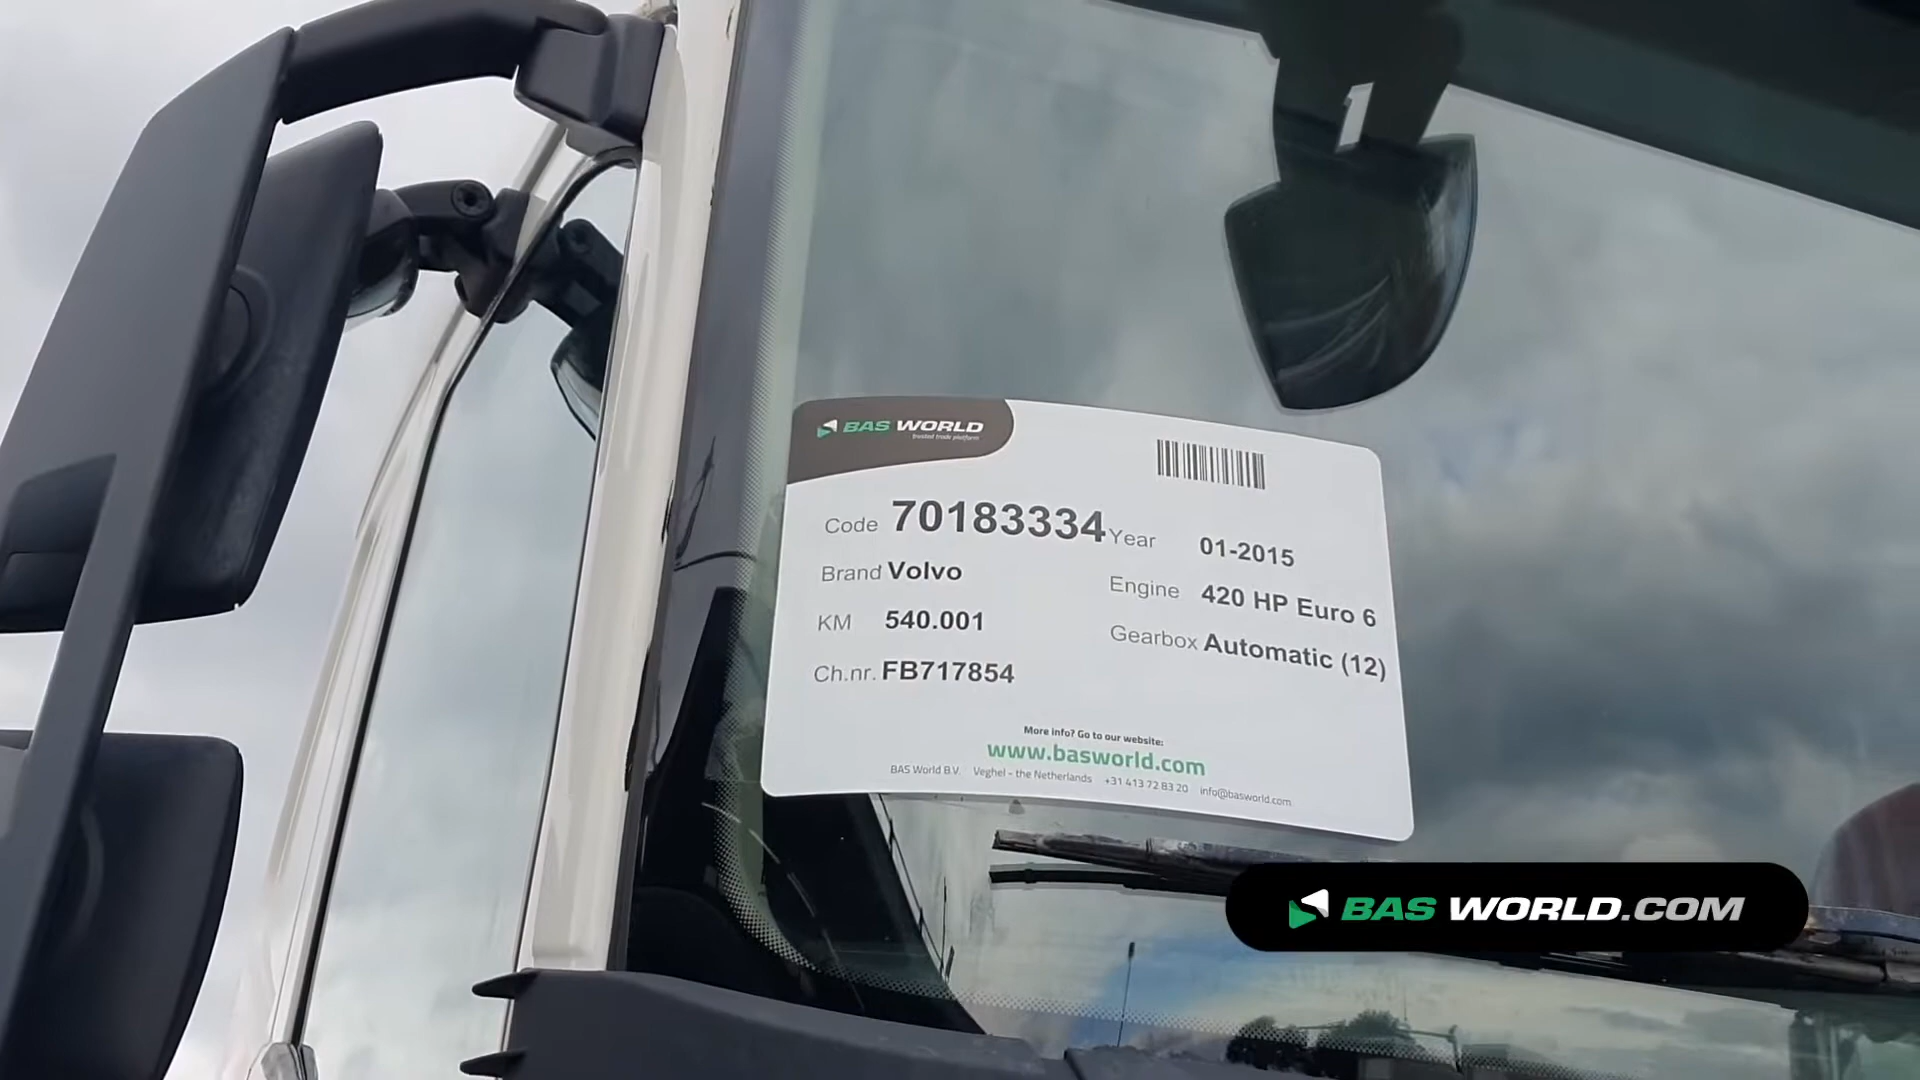 BAS WORLD
trusted trade platform
Code 70183334 Year 01-2015
Brand Volvo
Engine 420 HP Euro 6
KM 540.001
Gearbox Automatic (12)
Ch.nr. FB717854
More info? Go to our website:
www.basworld.com
BAS World B.V. Veghel - the Netherlands +31 413 72 83 20 info@basworld.com
BAS WORLD.COM